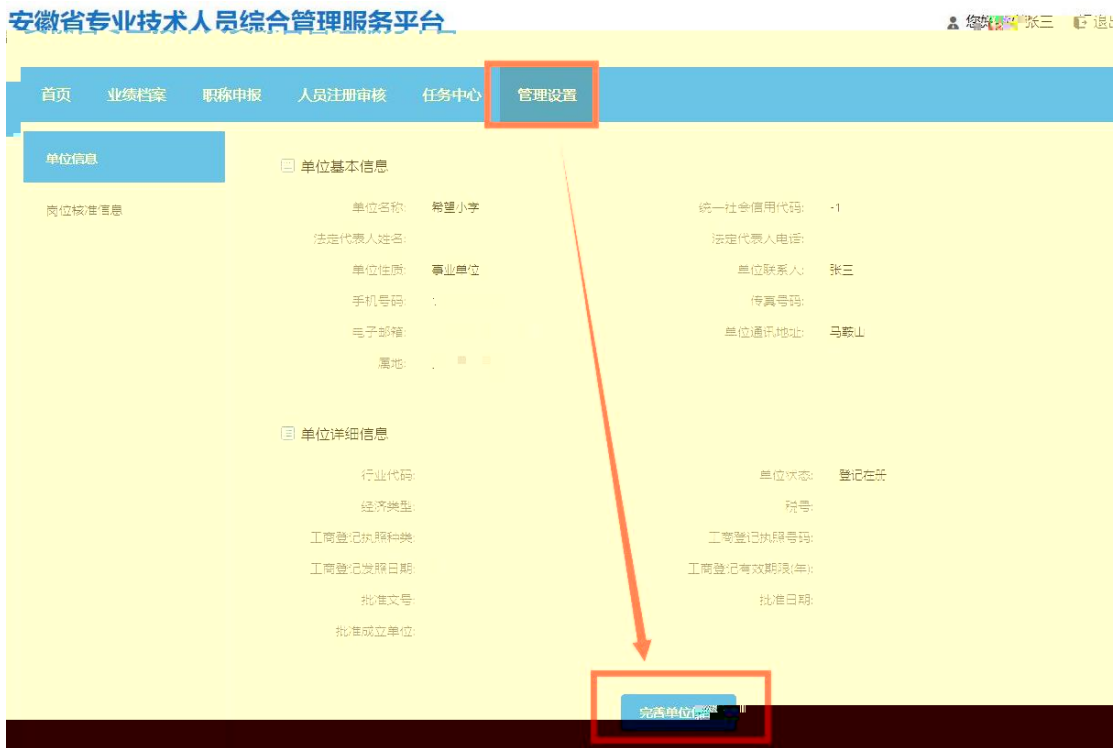 安徽省专业技术人员综合管理服务平台
张三
首页 业绩档案 职称申报 人员注册审核 任务中心 管理设置
单位信息
岗位核准信息
单位基本信息
单位名称: 希望小学 统一社会信用代码: -1
法定代表人姓名: 法定代表人电话:
单位性质: 事业单位 单位联系人: 张三
手机号码: 传真号码:
电子邮箱: 单位通讯地址: 马鞍山
属地:
单位详细信息
行业代码: 单位状态: 登记在册
经济类型: 税号:
工商登记执照种类: 工商登记执照号码:
工商登记发照日期: 工商登记有效期限(年):
批准文号: 批准日期:
批准成立单位:
完善单位